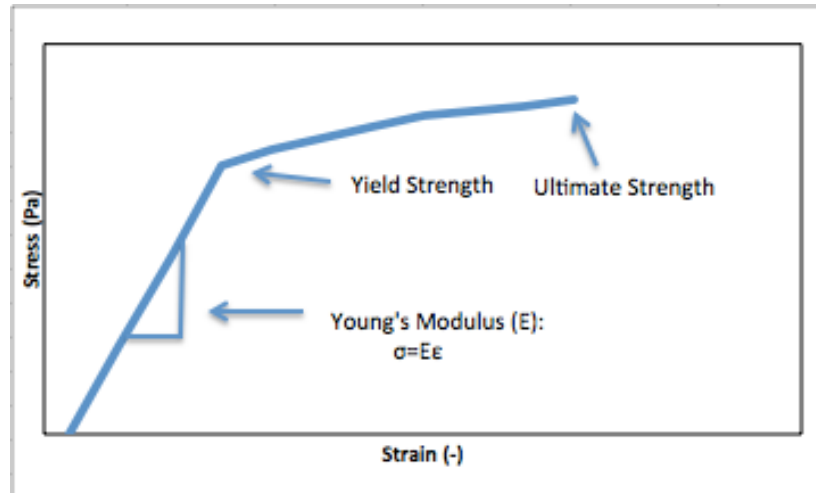 Stress (Pa)
Yield Strength
Ultimate Strength
Young's Modulus (E):
σ=Eε
Strain (-)